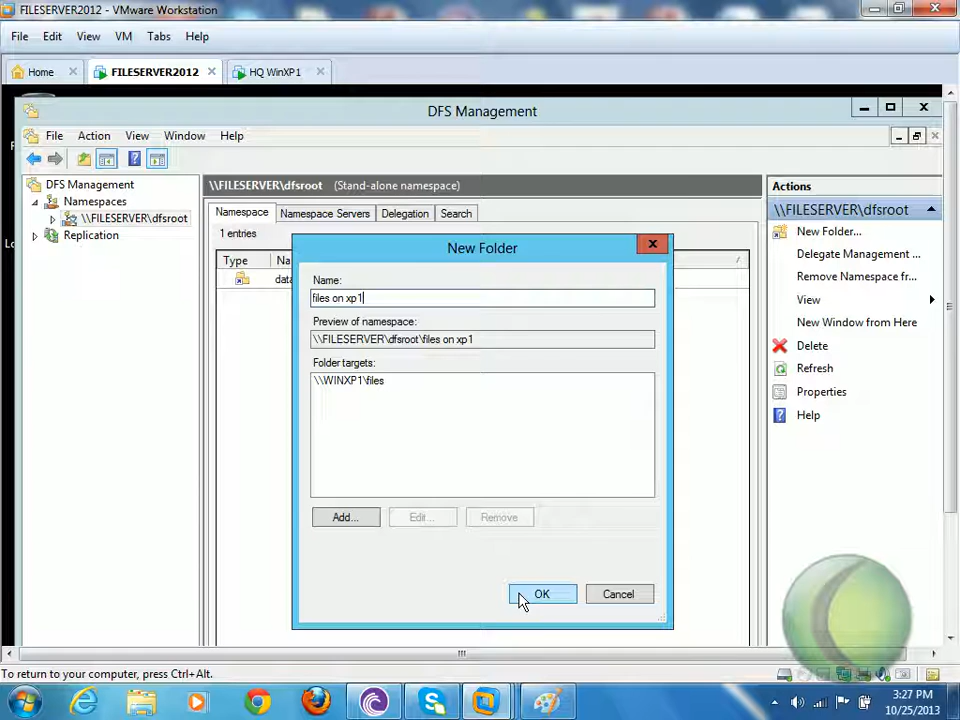 FILESERVER2012 - VMware Workstation
File Edit View VM Tabs Help
Home FILESERVER2012 HQ WinXP1
DFS Management
File Action View Window Help
DFS Management
Namespaces
\\FILESERVER\dfsroot
Replication
\\FILESERVER\dfsroot (Stand-alone namespace)
Namespace Namespace Servers Delegation Search
1 entries
Type
New Folder
Name:
files on xp1
Preview of namespace:
\\FILESERVER\dfsroot\files on xp1
Folder targets:
\\WINXP1\files
Add... Edit... Remove
OK Cancel
Actions
\\FILESERVER\dfsroot
New Folder...
Delegate Management ...
Remove Namespace fr...
View
New Window from Here
Delete
Refresh
Properties
Help
To return to your computer, press Ctrl+Alt.
3:27 PM
10/25/2013